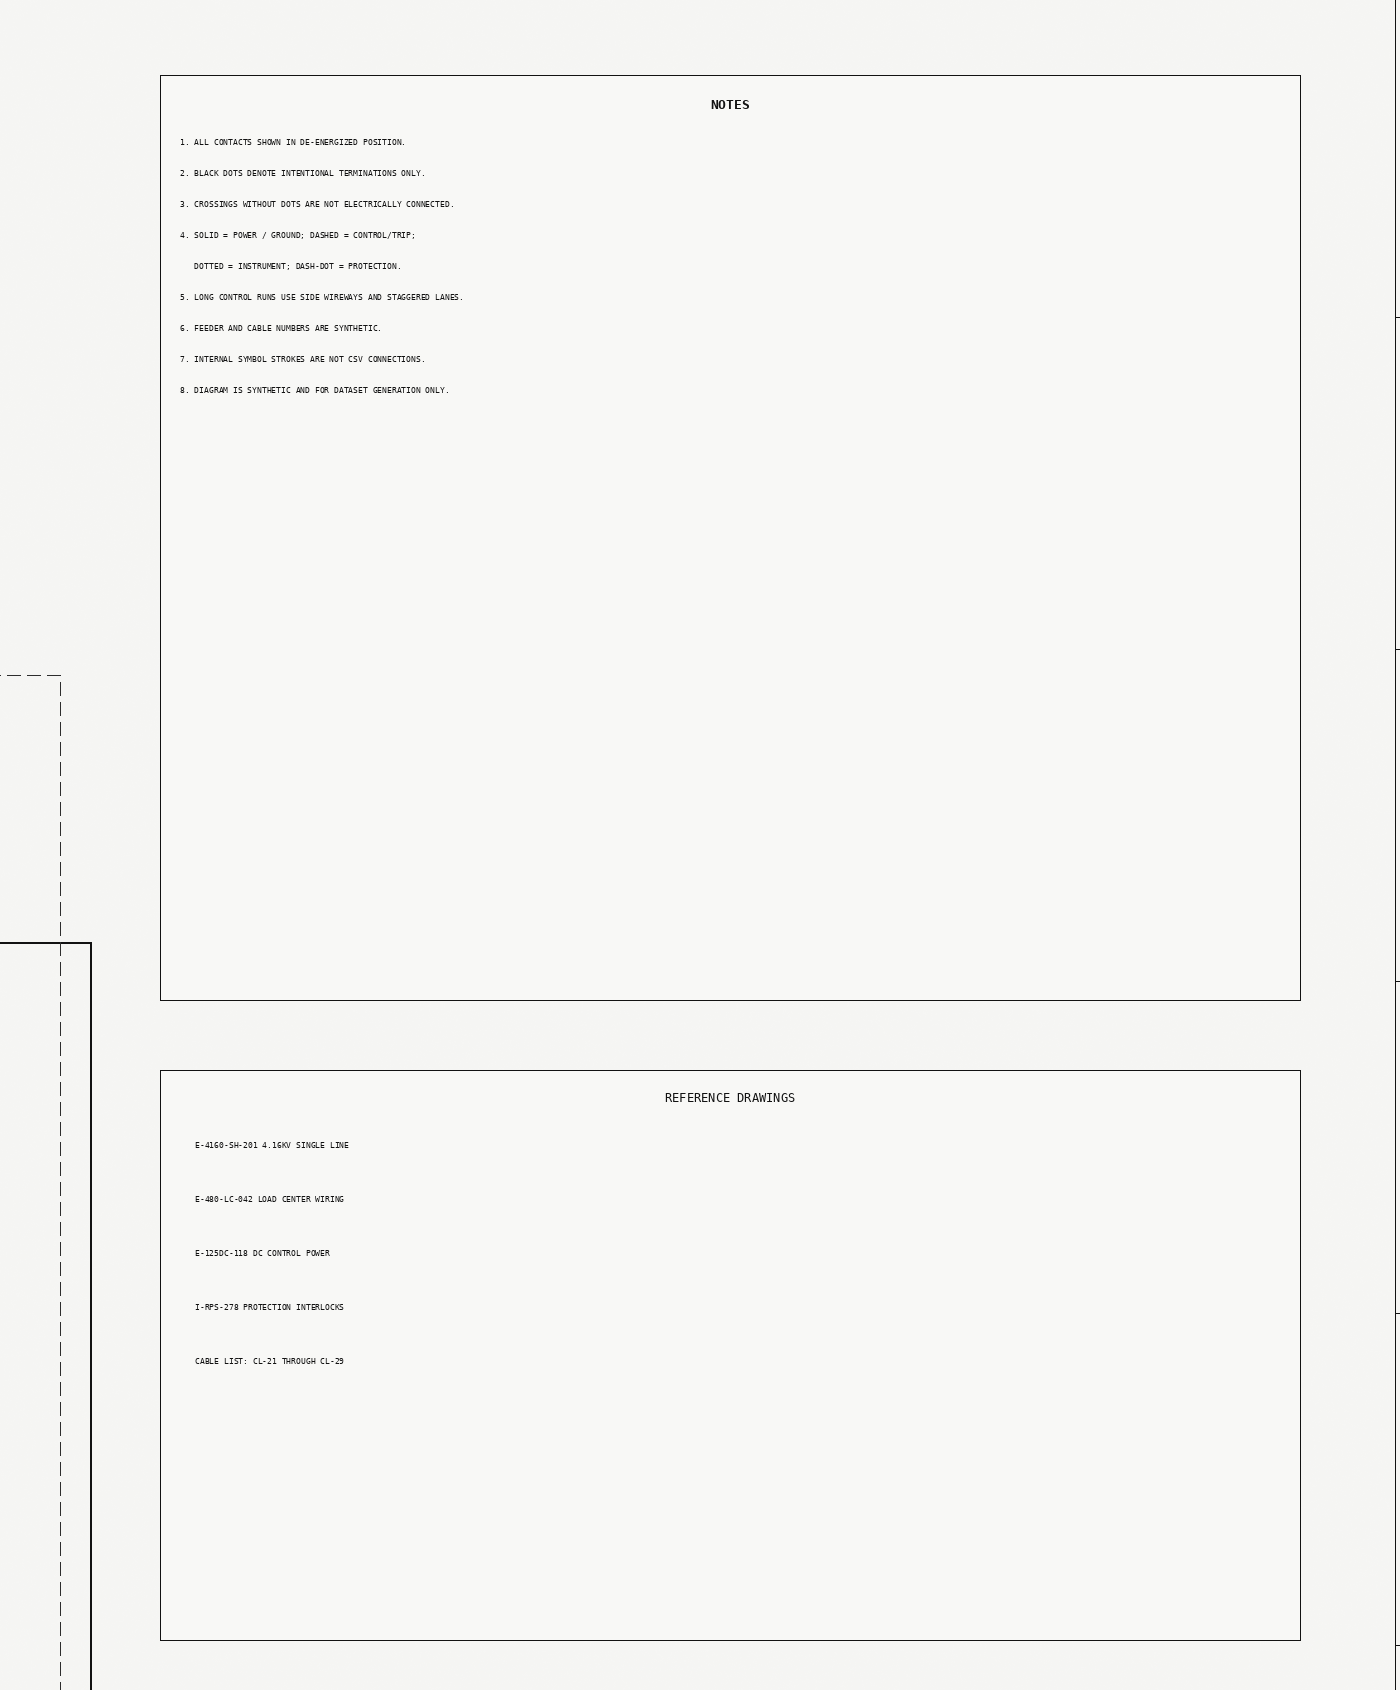 NOTES
1. ALL CONTACTS SHOWN IN DE-ENERGIZED POSITION.
2. BLACK DOTS DENOTE INTENTIONAL TERMINATIONS ONLY.
3. CROSSINGS WITHOUT DOTS ARE NOT ELECTRICALLY CONNECTED.
4. SOLID = POWER / GROUND; DASHED = CONTROL/TRIP;
DOTTED = INSTRUMENT; DASH-DOT = PROTECTION.
5. LONG CONTROL RUNS USE SIDE WIREWAYS AND STAGGERED LANES.
6. FEEDER AND CABLE NUMBERS ARE SYNTHETIC.
7. INTERNAL SYMBOL STROKES ARE NOT CSV CONNECTIONS.
8. DIAGRAM IS SYNTHETIC AND FOR DATASET GENERATION ONLY.
REFERENCE DRAWINGS
E-4160-SH-201 4.16KV SINGLE LINE
E-480-LC-042 LOAD CENTER WIRING
E-125DC-118 DC CONTROL POWER
I-RPS-278 PROTECTION INTERLOCKS
CABLE LIST: CL-21 THROUGH CL-29